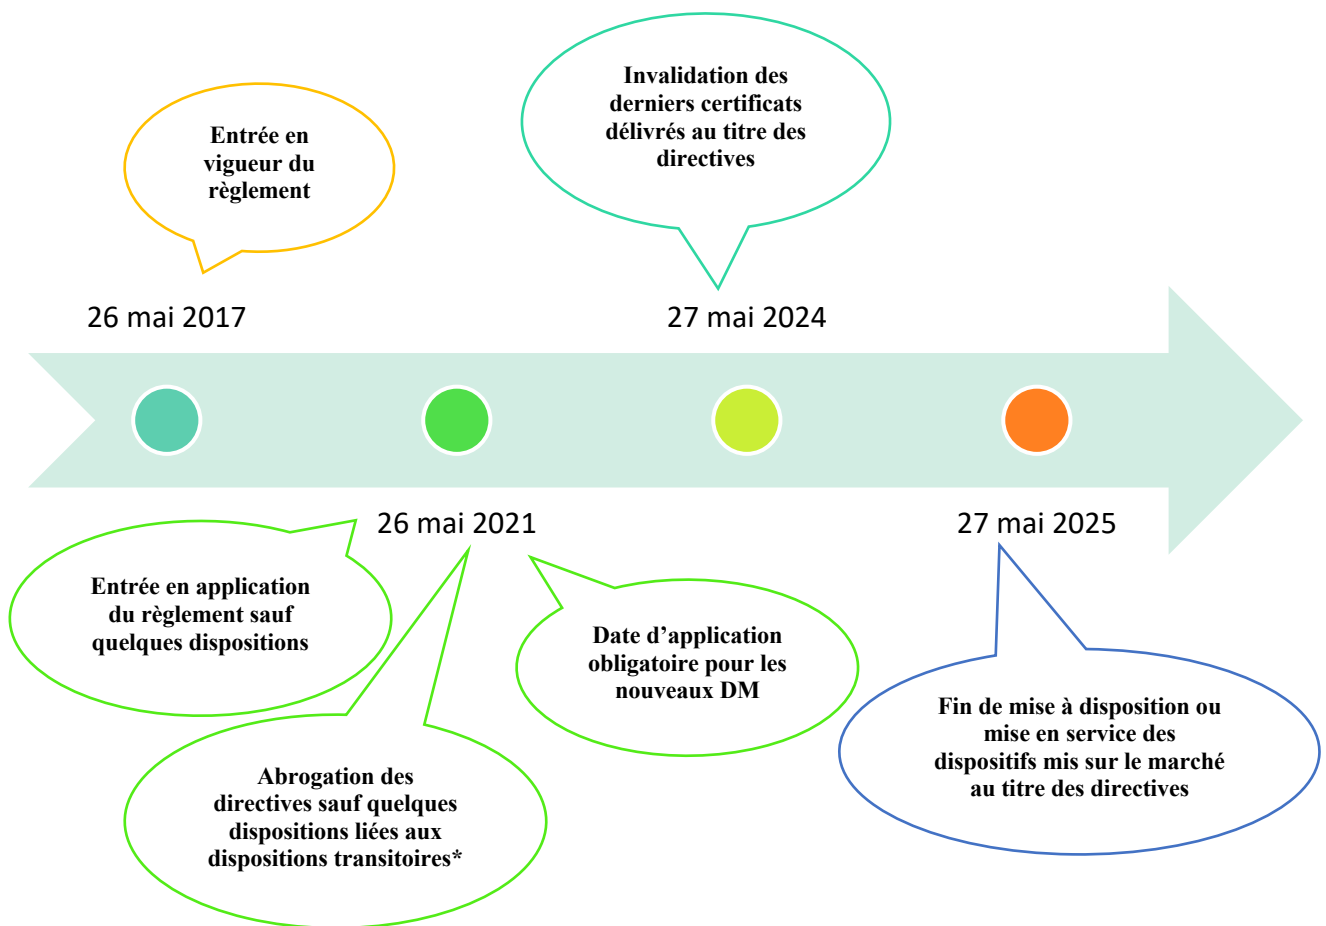 Entrée en
vigueur du
règlement
Invalidation des
derniers certificats
délivrés au titre des
directives
26 mai 2017
27 mai 2024
26 mai 2021
27 mai 2025
Entrée en application
du règlement sauf
quelques dispositions
Abrogation des
directives sauf quelques
dispositions liées aux
dispositions transitoires*
Date d’application
obligatoire pour les
nouveaux DM
Fin de mise à disposition ou
mise en service des
dispositifs mis sur le marché
au titre des directives